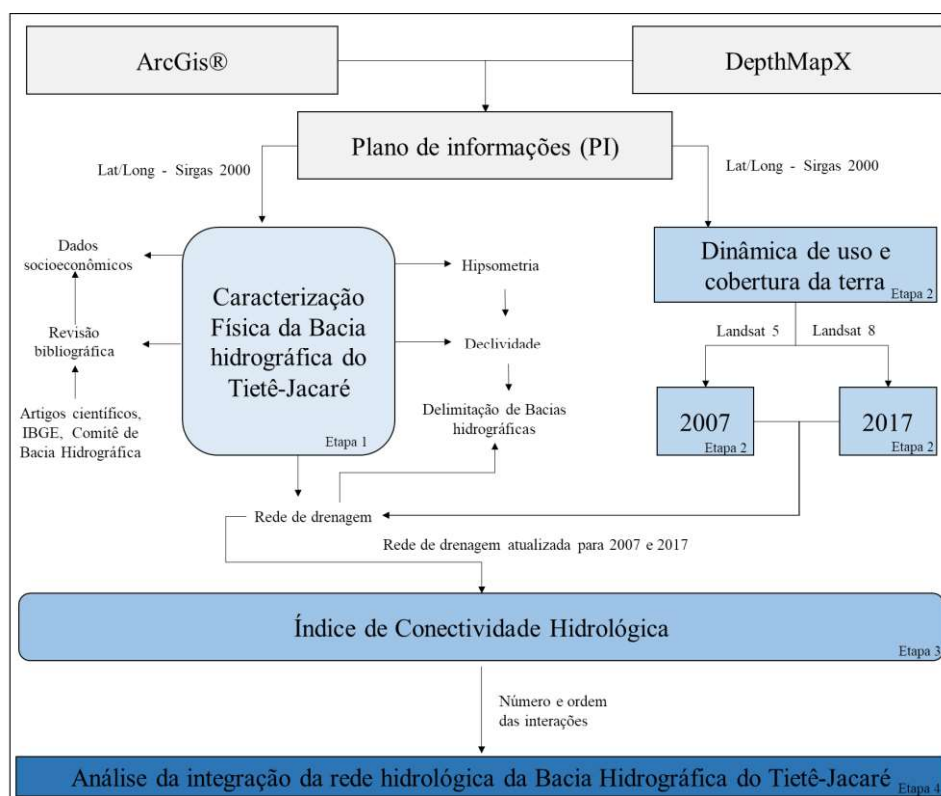 ArcGis®
DepthMapX
Plano de informações (PI)
Lat/Long - Sirgas 2000
Lat/Long - Sirgas 2000
Dados
socioeconômicos
Revisão
bibliográfica
Artigos científicos,
IBGE, Comitê de
Bacia Hidrográfica
Caracterização
Física da Bacia
hidrográfica do
Tietê-Jacaré
Etapa 1
Hipsometria
Declividade
Delimitação de Bacias
hidrográficas
Dinâmica de uso e
cobertura da terra
Etapa 2
Landsat 5
Landsat 8
2007
Etapa 2
2017
Etapa 2
Rede de drenagem
Rede de drenagem atualizada para 2007 e 2017
Índice de Conectividade Hidrológica
Etapa 3
Número e ordem
das interações
Análise da integração da rede hidrológica da Bacia Hidrográfica do Tietê-Jacaré
Etapa 4